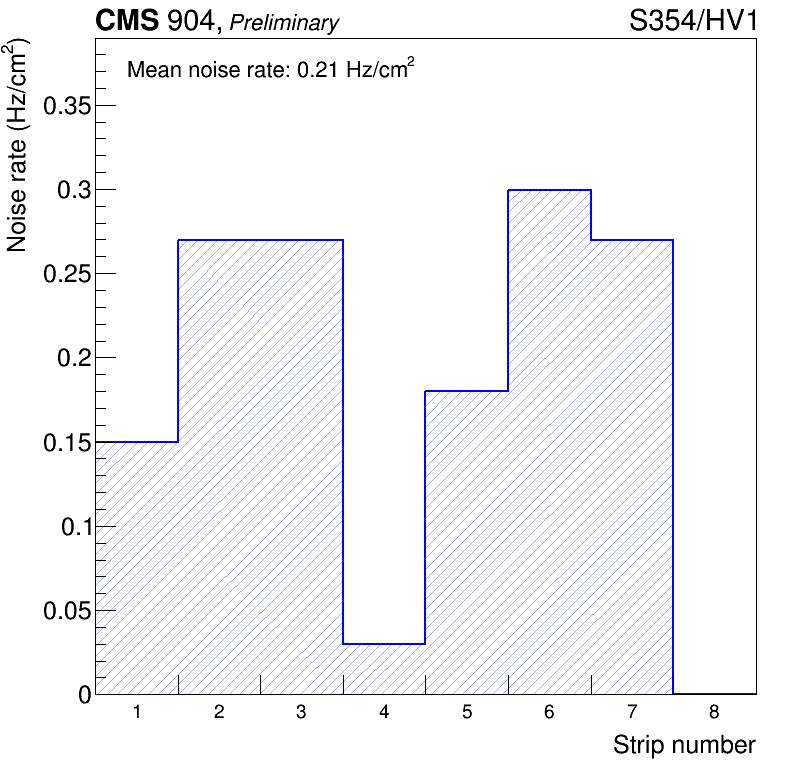 CMS 904, Preliminary S354/HV1
Mean noise rate: 0.21 Hz/cm²
Noise rate (Hz/cm²)
0.35
0.3
0.25
0.2
0.15
0.1
0.05
0
1 2 3 4 5 6 7 8
Strip number